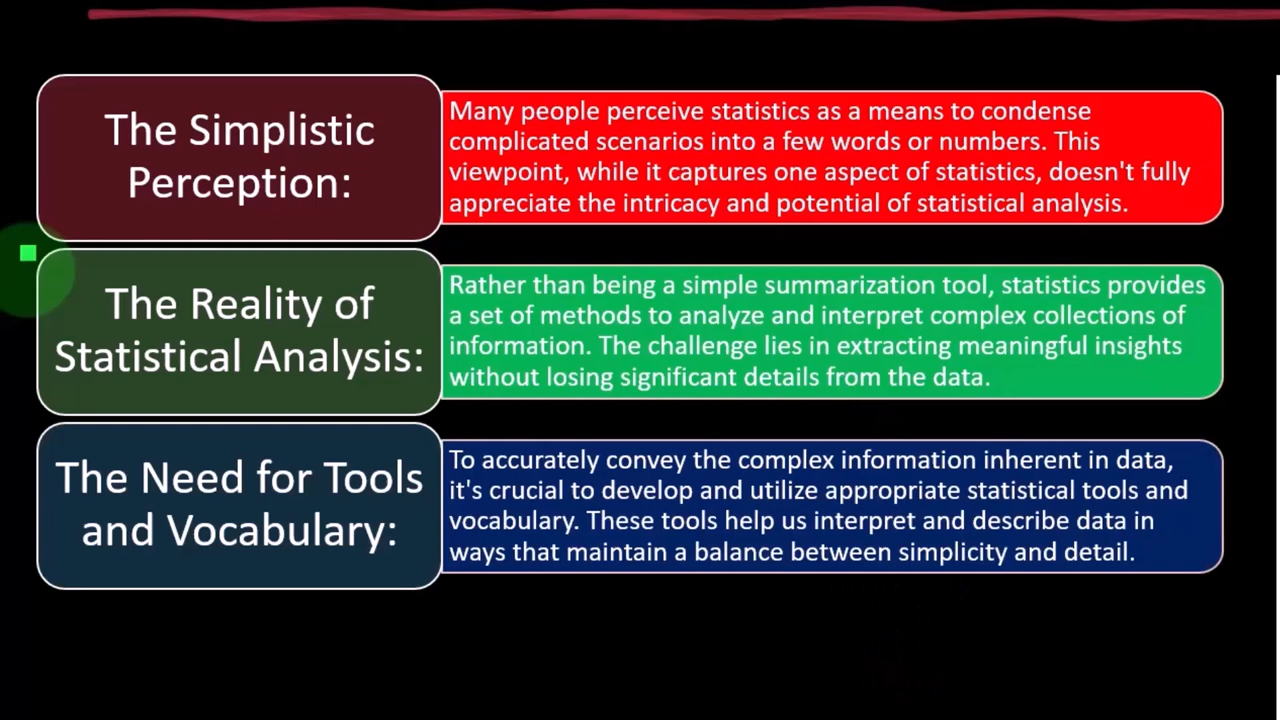 The Simplistic
Perception:
Many people perceive statistics as a means to condense
complicated scenarios into a few words or numbers. This
viewpoint, while it captures one aspect of statistics, doesn't fully
appreciate the intricacy and potential of statistical analysis.
The Reality of
Statistical Analysis:
Rather than being a simple summarization tool, statistics provides
a set of methods to analyze and interpret complex collections of
information. The challenge lies in extracting meaningful insights
without losing significant details from the data.
The Need for Tools
and Vocabulary:
To accurately convey the complex information inherent in data,
it's crucial to develop and utilize appropriate statistical tools and
vocabulary. These tools help us interpret and describe data in
ways that maintain a balance between simplicity and detail.